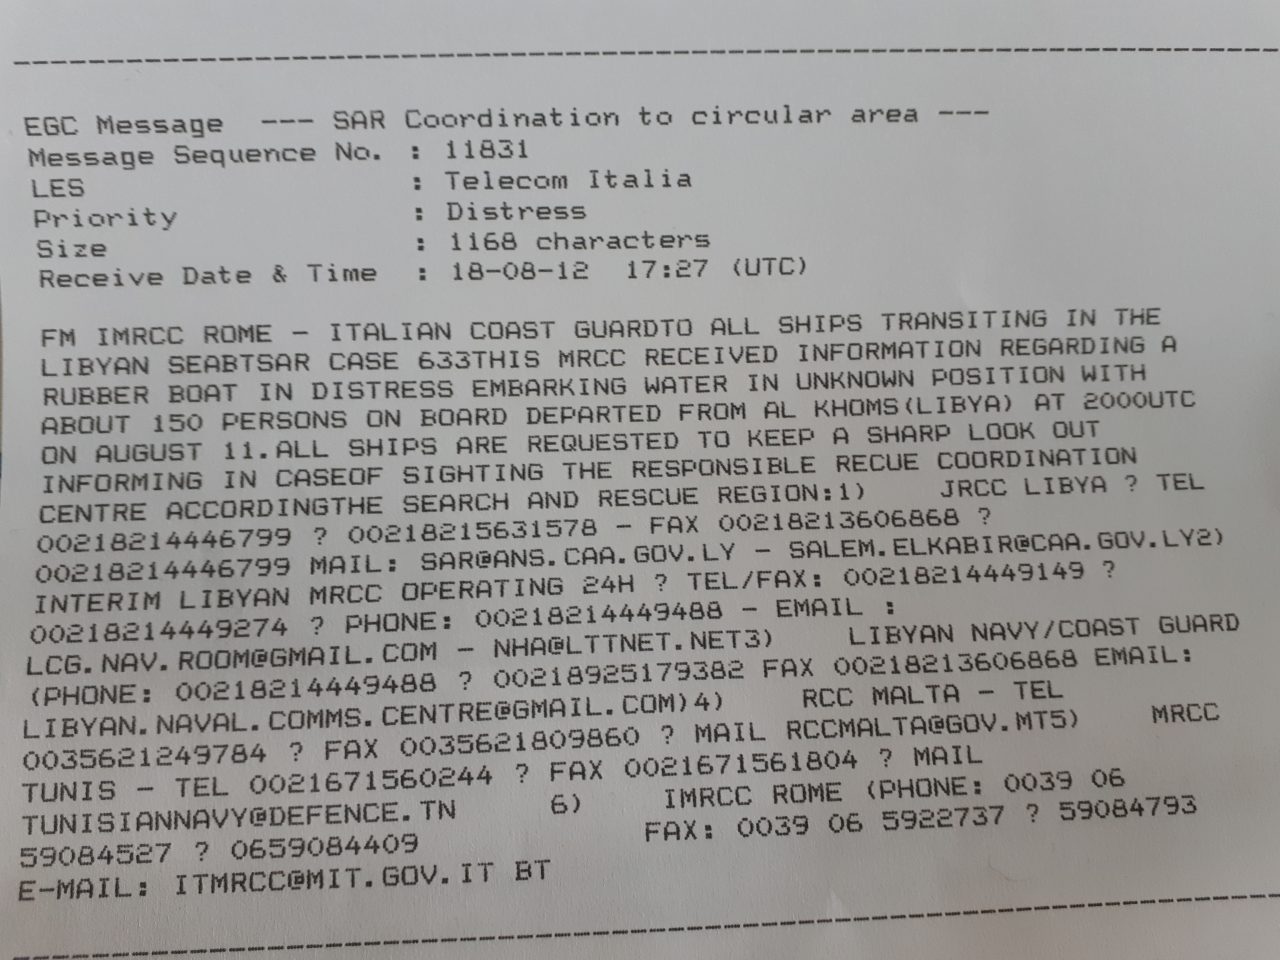 EGC Message --- SAR Coordination to circular area ---
Message Sequence No. : 11831
LES : Telecom Italia
Priority : Distress
Size : 1168 characters
Receive Date & Time : 18-08-12 17:27 (UTC)
FM IMRCC ROME - ITALIAN COAST GUARDTO ALL SHIPS TRANSITING IN THE
LIBYAN SEABTSAR CASE 633THIS MRCC RECEIVED INFORMATION REGARDING A
RUBBER BOAT IN DISTRESS EMBARKING WATER IN UNKNOWN POSITION WITH
ABOUT 150 PERSONS ON BOARD DEPARTED FROM AL KHOMS(LIBYA) AT 2000UTC
ON AUGUST 11.ALL SHIPS ARE REQUESTED TO KEEP A SHARP LOOK OUT
INFORMING IN CASEOF SIGHTING THE RESPONSIBLE RECUE COORDINATION
CENTRE ACCORDINGTHE SEARCH AND RESCUE REGION:1) JRCC LIBYA ? TEL
00218214446799 ? 00218215631578 - FAX 00218213606868 ?
00218214446799 MAIL: SAR@ANS.CAA.GOV.LY - SALEM.ELKABIR@CAA.GOV.LY2)
INTERIM LIBYAN MRCC OPERATING 24H ? TEL/FAX: 00218214449149 ?
00218214449274 ? PHONE: 00218214449488 - EMAIL :
LCG.NAV.ROOM@GMAIL.COM - NHA@LTTNET.NET3) LIBYAN NAVY/COAST GUARD
(PHONE: 00218214449488 ? 00218925179382 FAX 00218213606868 EMAIL:
LIBYAN.NAVAL.COMMS.CENTRE@GMAIL.COM)4) RCC MALTA - TEL
0035621249784 ? FAX 0035621809860 ? MAIL RCCMALTA@GOV.MT5) MRCC
TUNIS - TEL 0021671560244 ? FAX 0021671561804 ? MAIL
TUNISIANNAVY@DEFENCE.TN 6) IMRCC ROME (PHONE: 0039 06
59084527 ? 0659084409 FAX: 0039 06 5922737 ? 59084793
E-MAIL: ITMRCC@MIT.GOV.IT BT